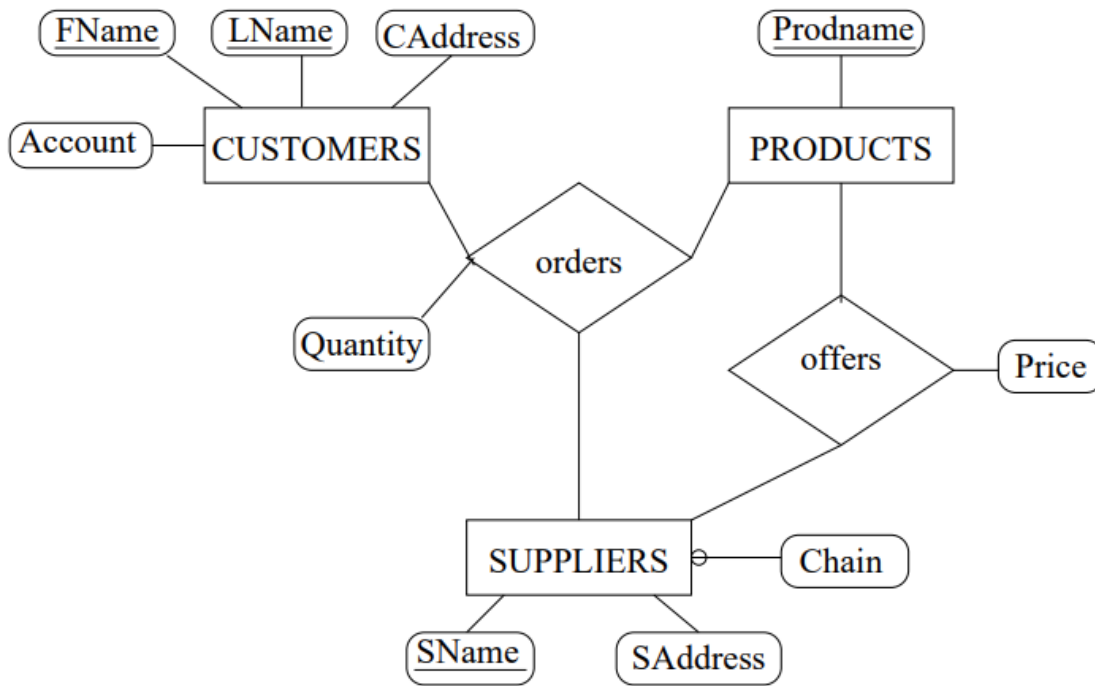 FName
LName
CAddress
Prodname
Account
CUSTOMERS
PRODUCTS
orders
Quantity
offers
Price
SUPPLIERS
Chain
SName
SAddress